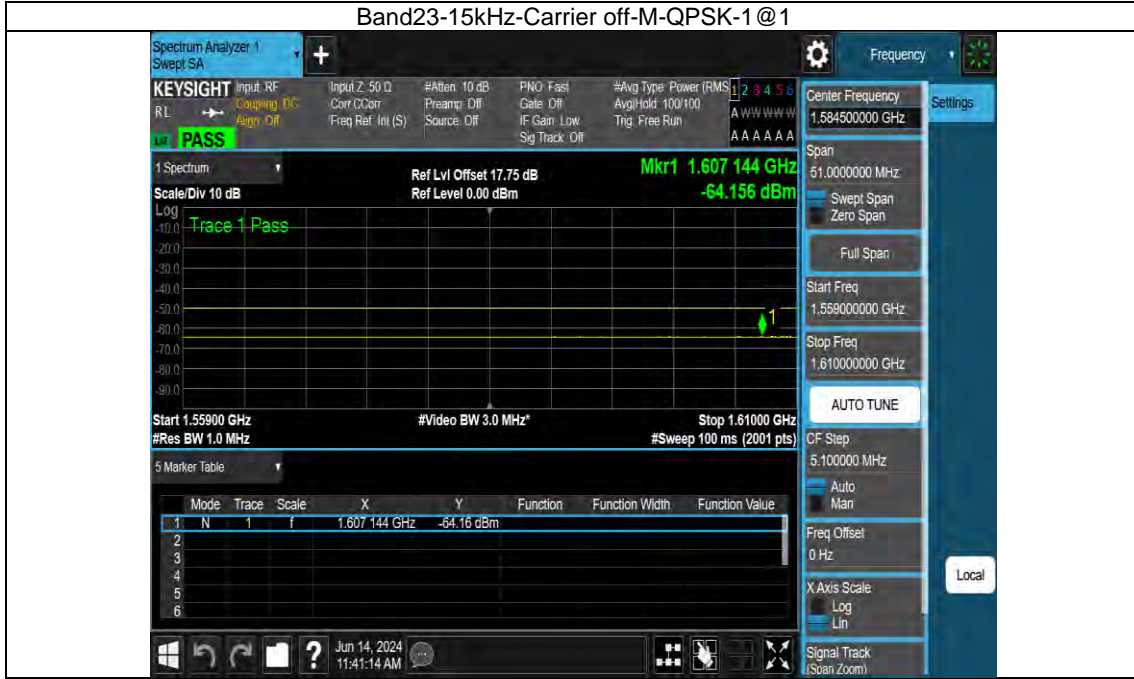 Band23-15kHz-Carrier off-M-QPSK-1@1
Spectrum Analyzer 1
Swept SA
+
Frequency
KEYSIGHT
RL
Input: RF
Coupling: DC
Align: Off
Input Z: 50 Ω
Corr CCorr
Freq Ref: Int (S)
#Atten: 10 dB
Preamp: Off
Source: Off
PNO: Fast
Gate: Off
IF Gain: Low
Sig Track: Off
#Avg Type: Power (RMS
Avg|Hold: 100/100
Trig: Free Run
1 2 3 4 5 6
A W W W W W
A A A A A A
PASS
Center Frequency
1.584500000 GHz
Settings
Span
51.0000000 MHz
Swept Span
Zero Span
Full Span
Start Freq
1.559000000 GHz
Stop Freq
1.610000000 GHz
AUTO TUNE
CF Step
5.100000 MHz
Auto
Man
Freq Offset
0 Hz
X Axis Scale
Log
Lin
Signal Track
(Span Zoom)
Local
1 Spectrum
Scale/Div 10 dB
Ref Lvl Offset 17.75 dB
Ref Level 0.00 dBm
Mkr1 1.607 144 GHz
-64.156 dBm
Log
Trace 1 Pass
-10.0
-20.0
-30.0
-40.0
-50.0
-60.0
-70.0
-80.0
-90.0
1
Start 1.55900 GHz
#Video BW 3.0 MHz*
Stop 1.61000 GHz
#Res BW 1.0 MHz
#Sweep 100 ms (2001 pts)
5 Marker Table
Mode Trace Scale X Y Function Function Width Function Value
1 N 1 f 1.607 144 GHz -64.16 dBm
2
3
4
5
6
?
Jun 14, 2024
11:41:14 AM